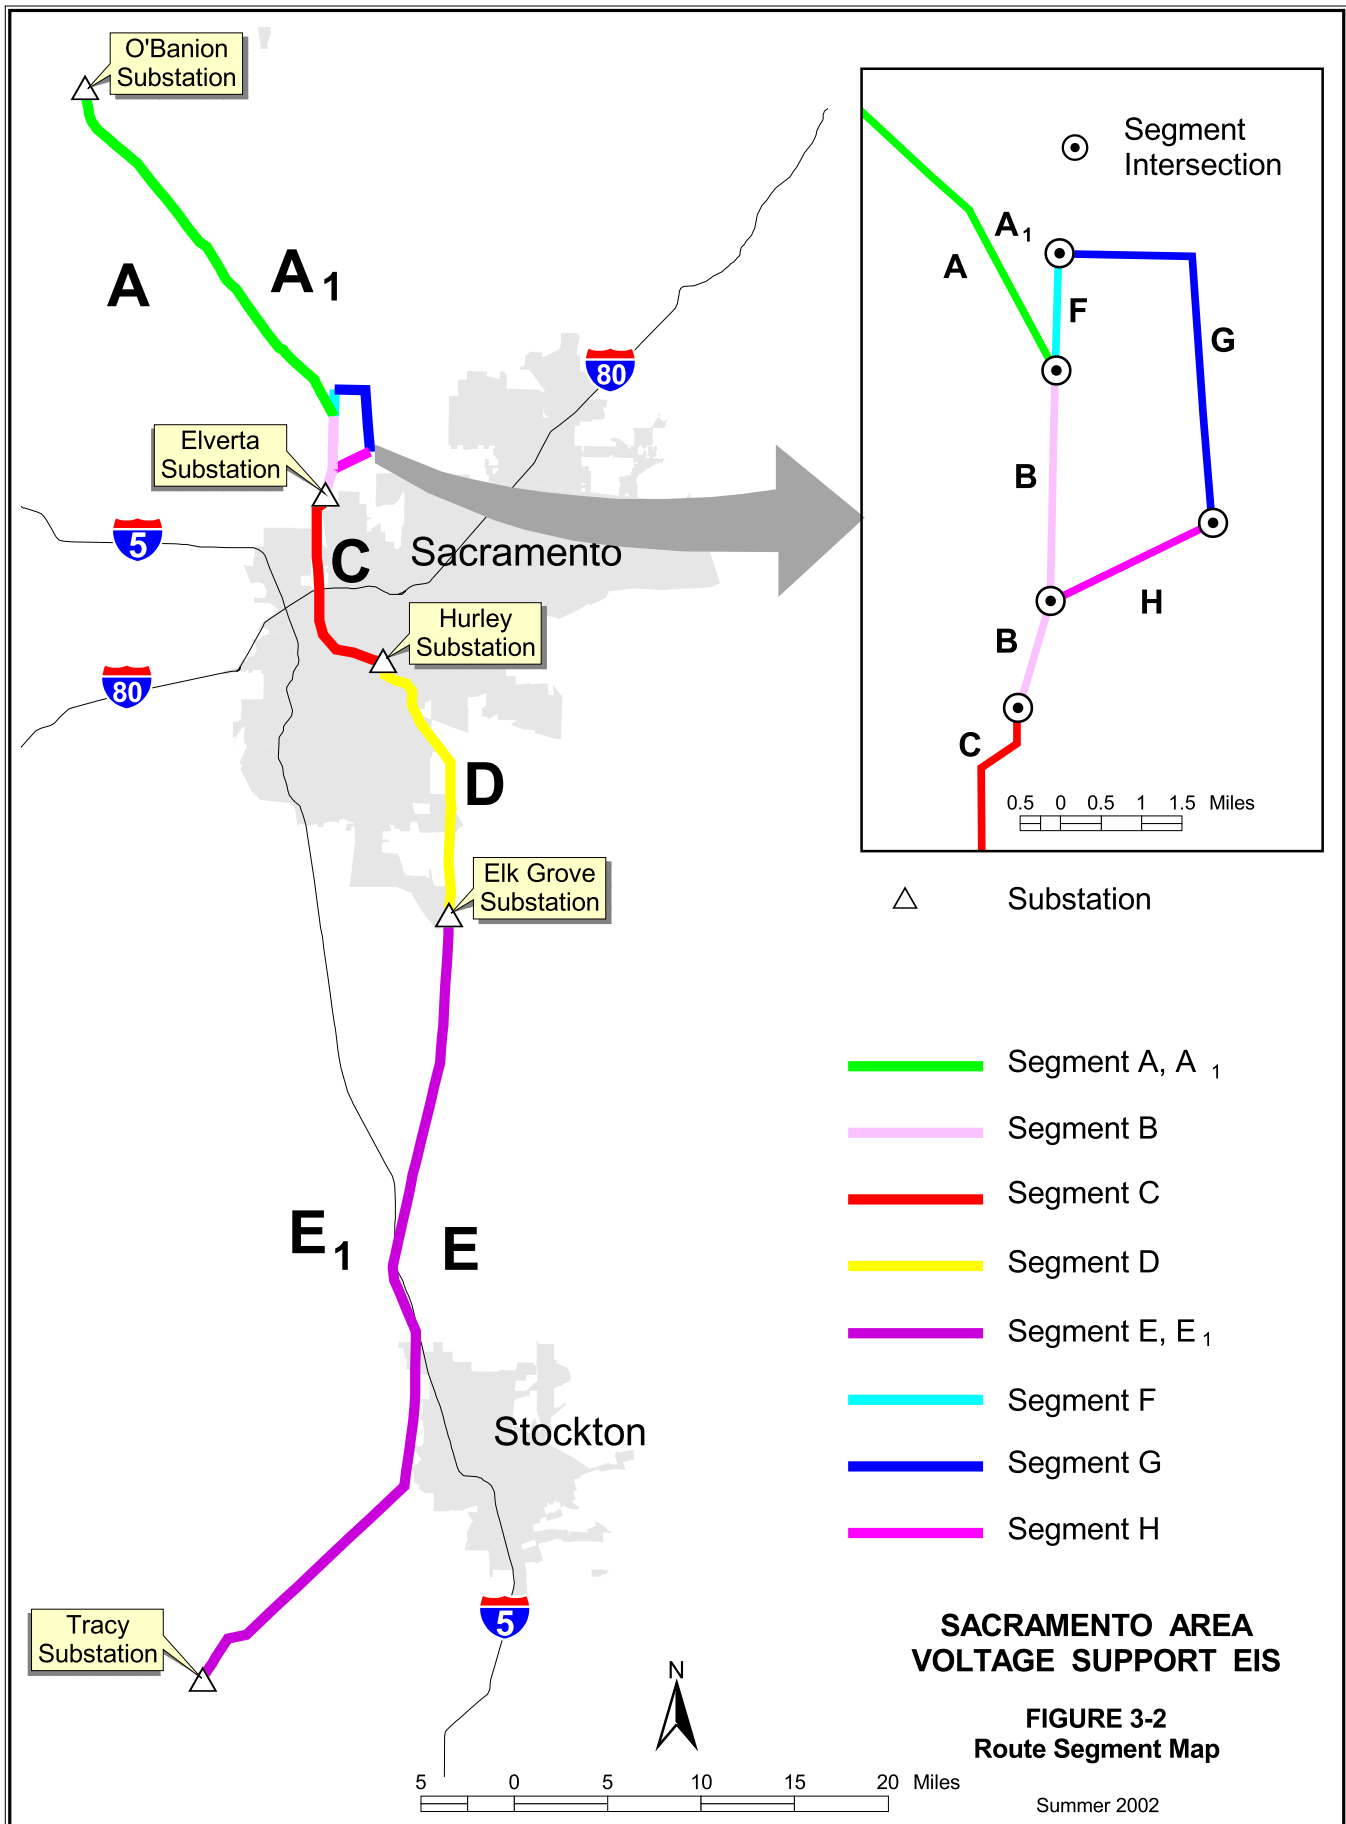 O'Banion
Substation
A
A1
80
Elverta
Substation
5
C
Sacramento
Hurley
Substation
80
D
Elk Grove
Substation
E1
E
Stockton
5
Tracy
Substation
N
5 0 5 10 15 20 Miles
Segment
Intersection
A1
A
F
G
B
H
B
C
0.5 0 0.5 1 1.5 Miles
Substation
Segment A, A 1
Segment B
Segment C
Segment D
Segment E, E1
Segment F
Segment G
Segment H
SACRAMENTO AREA
VOLTAGE SUPPORT EIS
FIGURE 3-2
Route Segment Map
Summer 2002